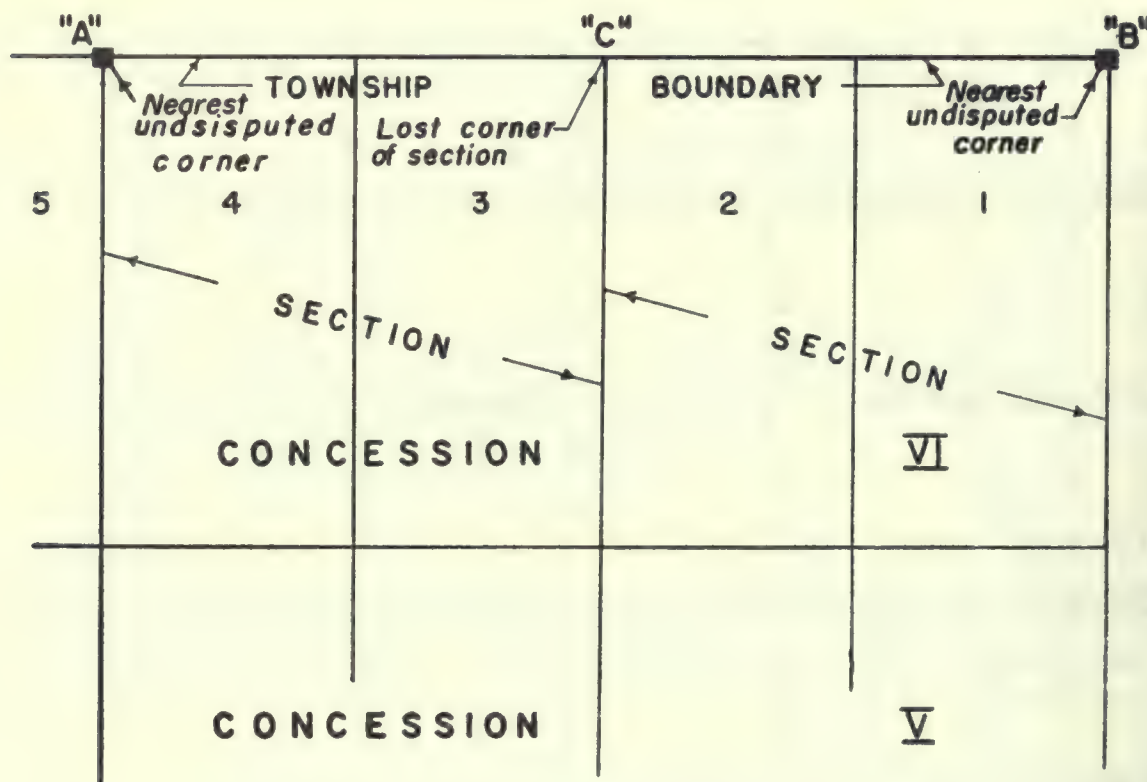 "A" "C" "B"
TOWNSHIP BOUNDARY
Nearest
undsisputed
corner
Lost corner
of section
Nearest
undisputed
corner
5 4 3 2 1
SECTION SECTION
CONCESSION VI
CONCESSION V